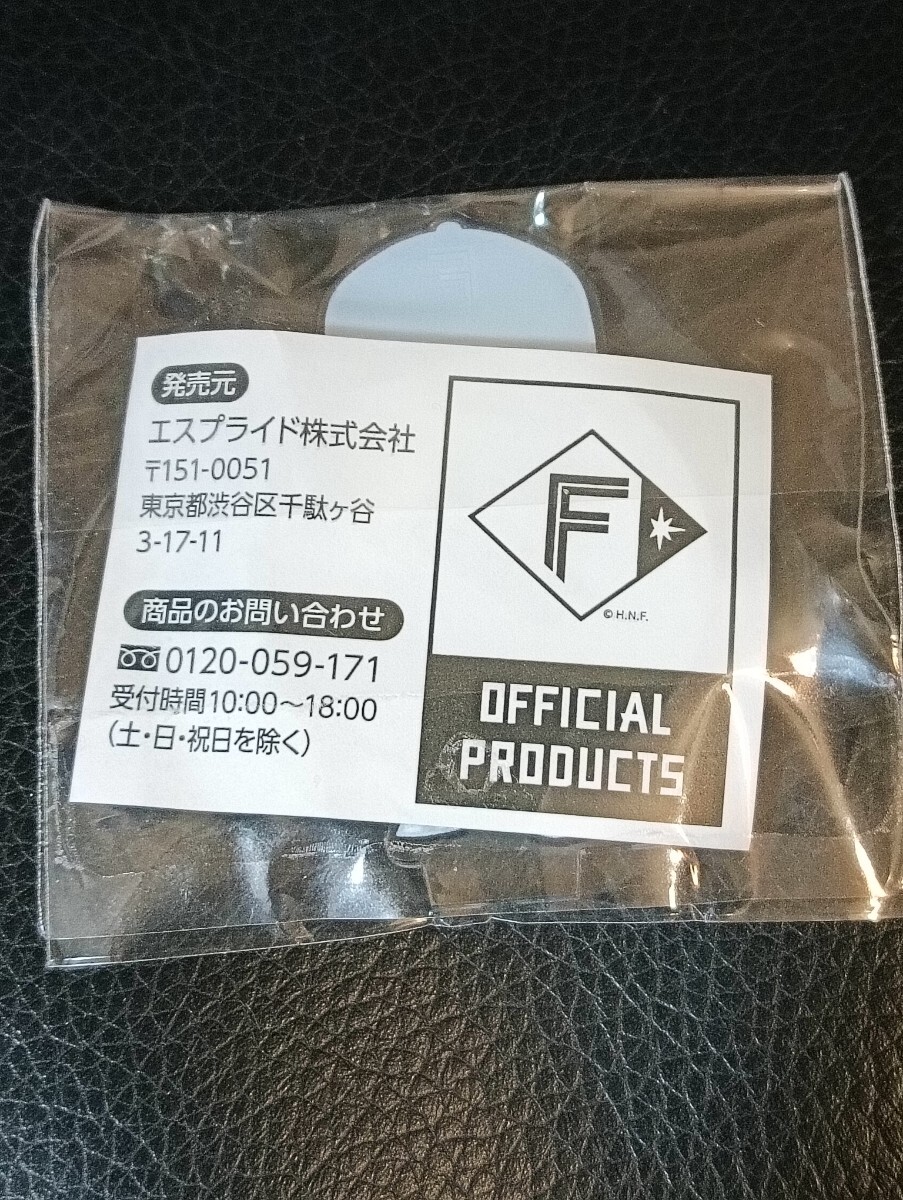 発売元
エスプライド株式会社
〒151-0051
東京都渋谷区千駄ヶ谷
3-17-11
商品のお問い合わせ
0120-059-171
受付時間10:00~18:00
(土・日・祝日を除く)
F
© H.N.F.
OFFICIAL
PRODUCTS